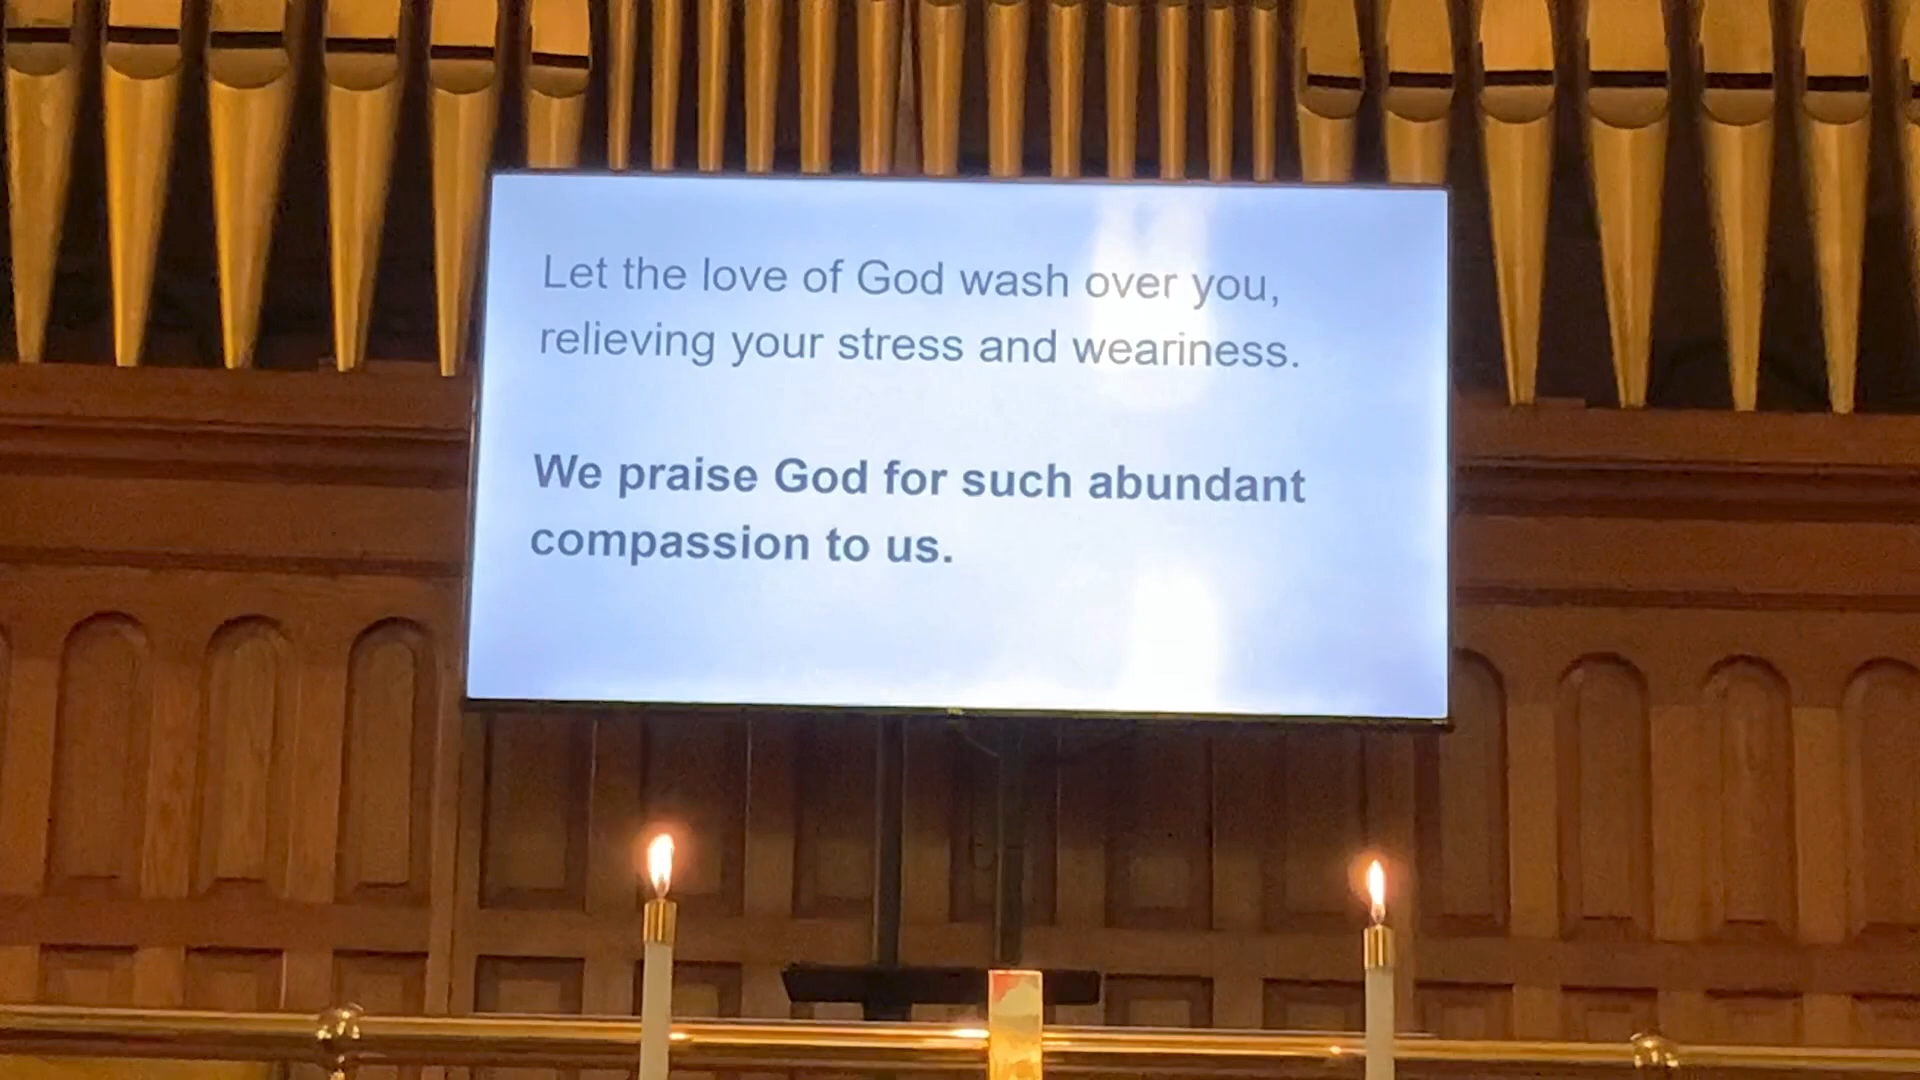 Let the love of God wash over you,
relieving your stress and weariness.
We praise God for such abundant
compassion to us.